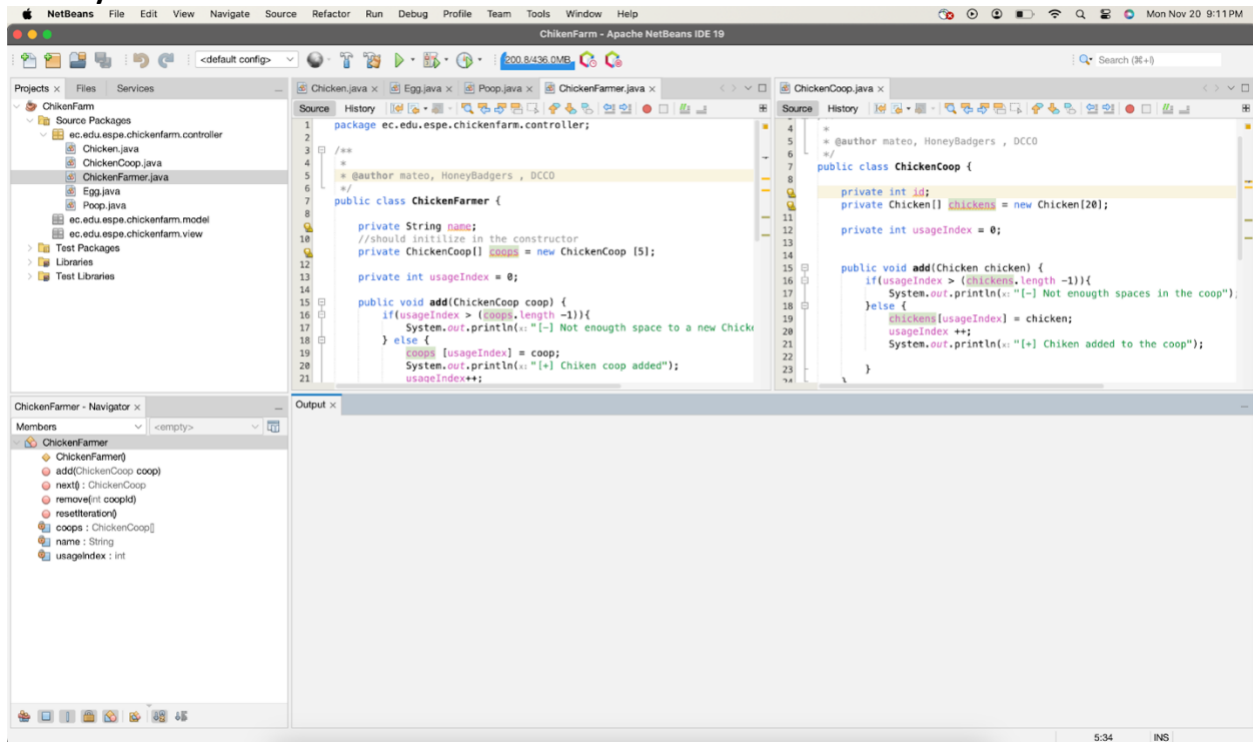 NetBeans File Edit View Navigate Source Refactor Run Debug Profile Team Tools Window Help Mon Nov 20 9:11 PM
ChikenFarm - Apache NetBeans IDE 19
<default config> 200.8/436.0MB Search (⌘+I)
Projects × Files Services
ChikenFarm
Source Packages
ec.edu.espe.chickenfarm.controller
Chicken.java
ChickenCoop.java
ChickenFarmer.java
Egg.java
Poop.java
ec.edu.espe.chickenfarm.model
ec.edu.espe.chickenfarm.view
Test Packages
Libraries
Test Libraries
Chicken.java × Egg.java × Poop.java × ChickenFarmer.java ×
Source History
1 package ec.edu.espe.chickenfarm.controller;
2
3 /**
4 *
5 * @author mateo, HoneyBadgers , DCCO
6 */
7 public class ChickenFarmer {
8
private String name;
10 //should initilize in the constructor
private ChickenCoop[] coops = new ChickenCoop [5];
12
13 private int usageIndex = 0;
14
15 public void add(ChickenCoop coop) {
16 if(usageIndex > (coops.length -1)){
17 System.out.println(x: "[-] Not enougth space to a new Chicke
18 } else {
19 coops [usageIndex] = coop;
20 System.out.println(x: "[+] Chiken coop added");
21 usageIndex++;
ChickenCoop.java ×
Source History
4 *
5 * @author mateo, HoneyBadgers , DCCO
6 */
7 public class ChickenCoop {
8
private int id;
private Chicken[] chickens = new Chicken[20];
11
12 private int usageIndex = 0;
13
14
15 public void add(Chicken chicken) {
16 if(usageIndex > (chickens.length -1)){
17 System.out.println(x: "[-] Not enougth spaces in the coop");
18 }else {
19 chickens[usageIndex] = chicken;
20 usageIndex ++;
21 System.out.println(x: "[+] Chiken added to the coop");
22
23 }
24 }
ChickenFarmer - Navigator ×
Members <empty>
ChickenFarmer
ChickenFarmer()
add(ChickenCoop coop)
next() : ChickenCoop
remove(int coopId)
resetIteration()
coops : ChickenCoop[]
name : String
usageIndex : int
Output ×
5:34 INS